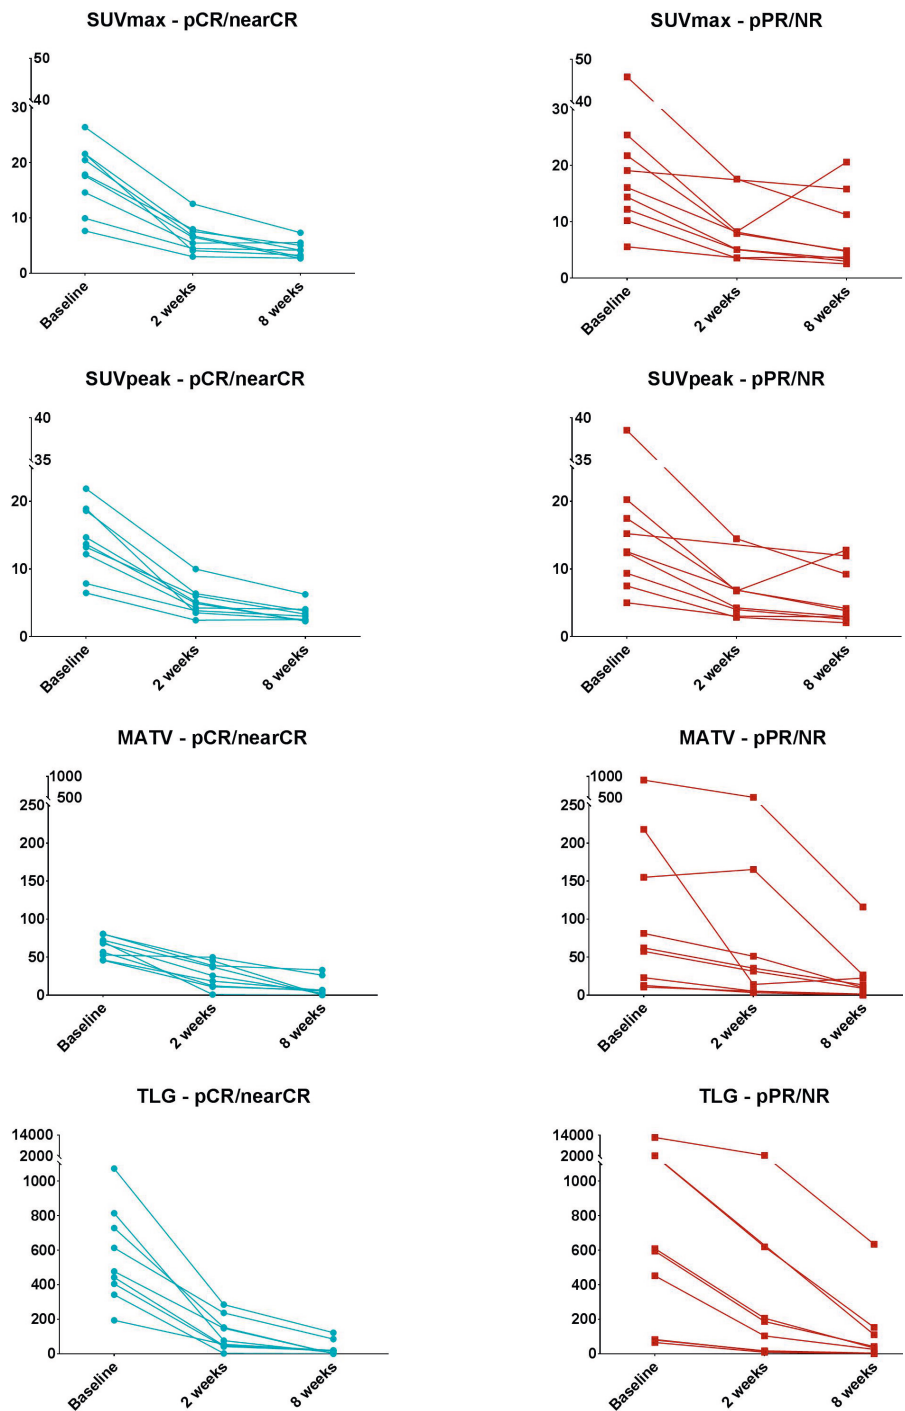 SUVmax - pCR/nearCR
50
40
30
20
10
0
Baseline
2 weeks
8 weeks
SUVmax - pPR/NR
50
40
30
20
10
0
Baseline
2 weeks
8 weeks
SUVpeak - pCR/nearCR
40
35
20
10
0
Baseline
2 weeks
8 weeks
SUVpeak - pPR/NR
40
35
20
10
0
Baseline
2 weeks
8 weeks
MATV - pCR/nearCR
1000
500
250
200
150
100
50
0
Baseline
2 weeks
8 weeks
MATV - pPR/NR
1000
500
250
200
150
100
50
0
Baseline
2 weeks
8 weeks
TLG - pCR/nearCR
14000
2000
1000
800
600
400
200
0
Baseline
2 weeks
8 weeks
TLG - pPR/NR
14000
2000
1000
800
600
400
200
0
Baseline
2 weeks
8 weeks